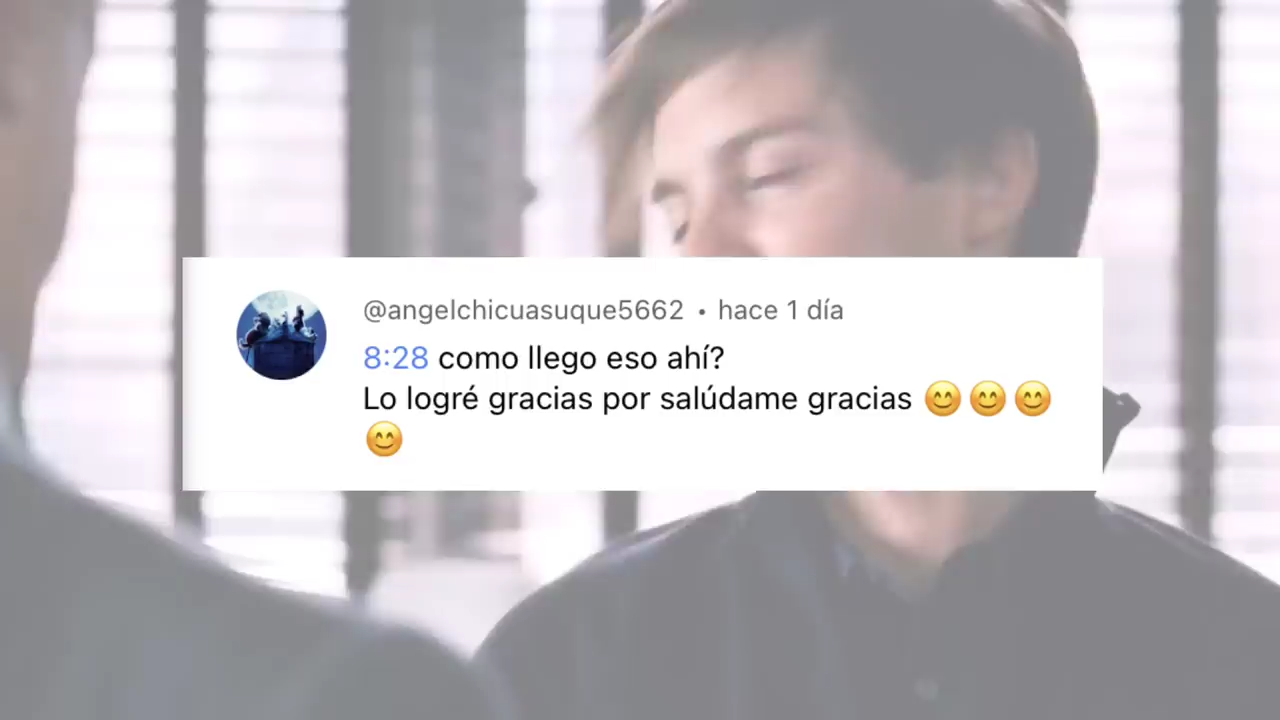 @angelchicuasuque5662 • hace 1 día
8:28 como llego eso ahí?
Lo logré gracias por salúdame gracias 😊😊😊
😊